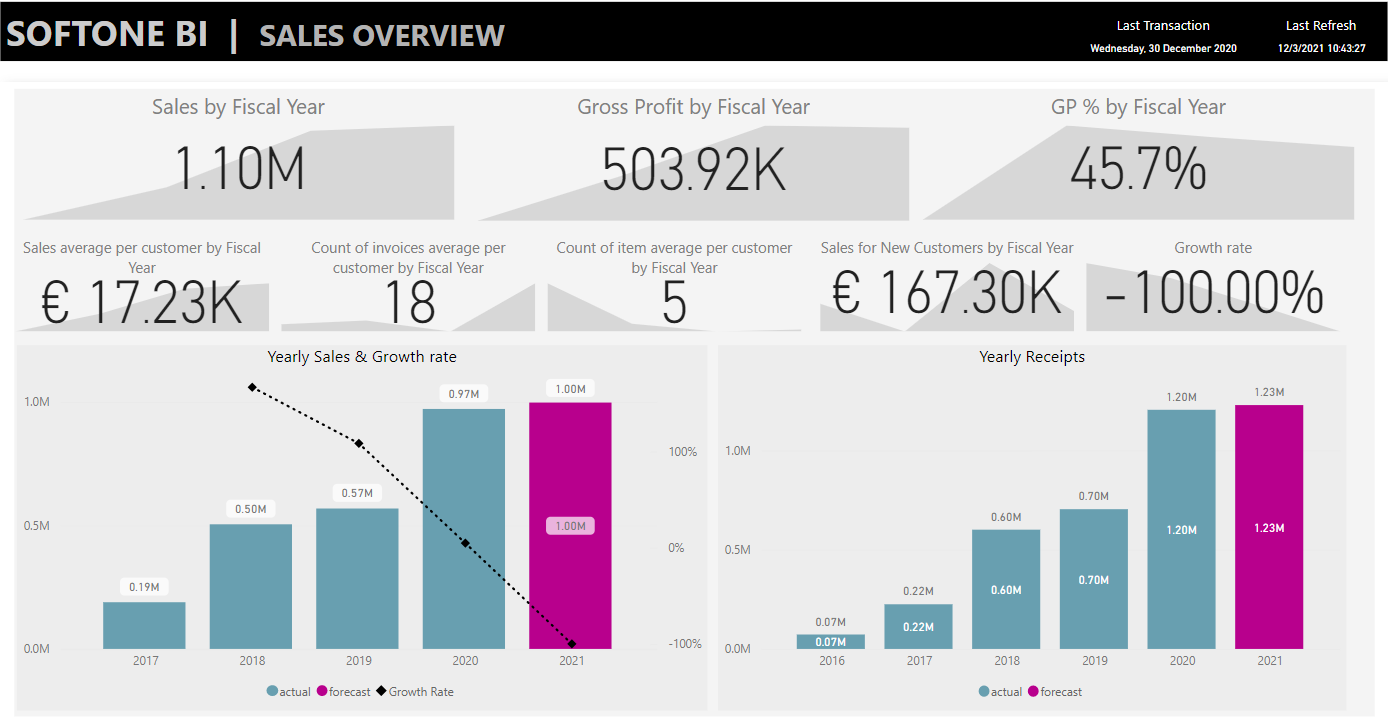 SOFTONE BI | SALES OVERVIEW
Last Transaction
Wednesday, 30 December 2020
Last Refresh
12/3/2021 10:43:27
Sales by Fiscal Year
1.10M
Gross Profit by Fiscal Year
503.92K
GP % by Fiscal Year
45.7%
Sales average per customer by Fiscal
Year
€ 17.23K
Count of invoices average per
customer by Fiscal Year
18
Count of item average per customer
by Fiscal Year
5
Sales for New Customers by Fiscal Year
€ 167.30K
Growth rate
-100.00%
Yearly Sales & Growth rate
1.0M
0.5M
0.0M
0.19M
0.50M
0.57M
0.97M
1.00M
1.00M
100%
0%
-100%
2017
2018
2019
2020
2021
actual
forecast
Growth Rate
Yearly Receipts
1.0M
0.5M
0.0M
0.07M
0.07M
0.22M
0.22M
0.60M
0.60M
0.70M
0.70M
1.20M
1.20M
1.23M
1.23M
2016
2017
2018
2019
2020
2021
actual
forecast